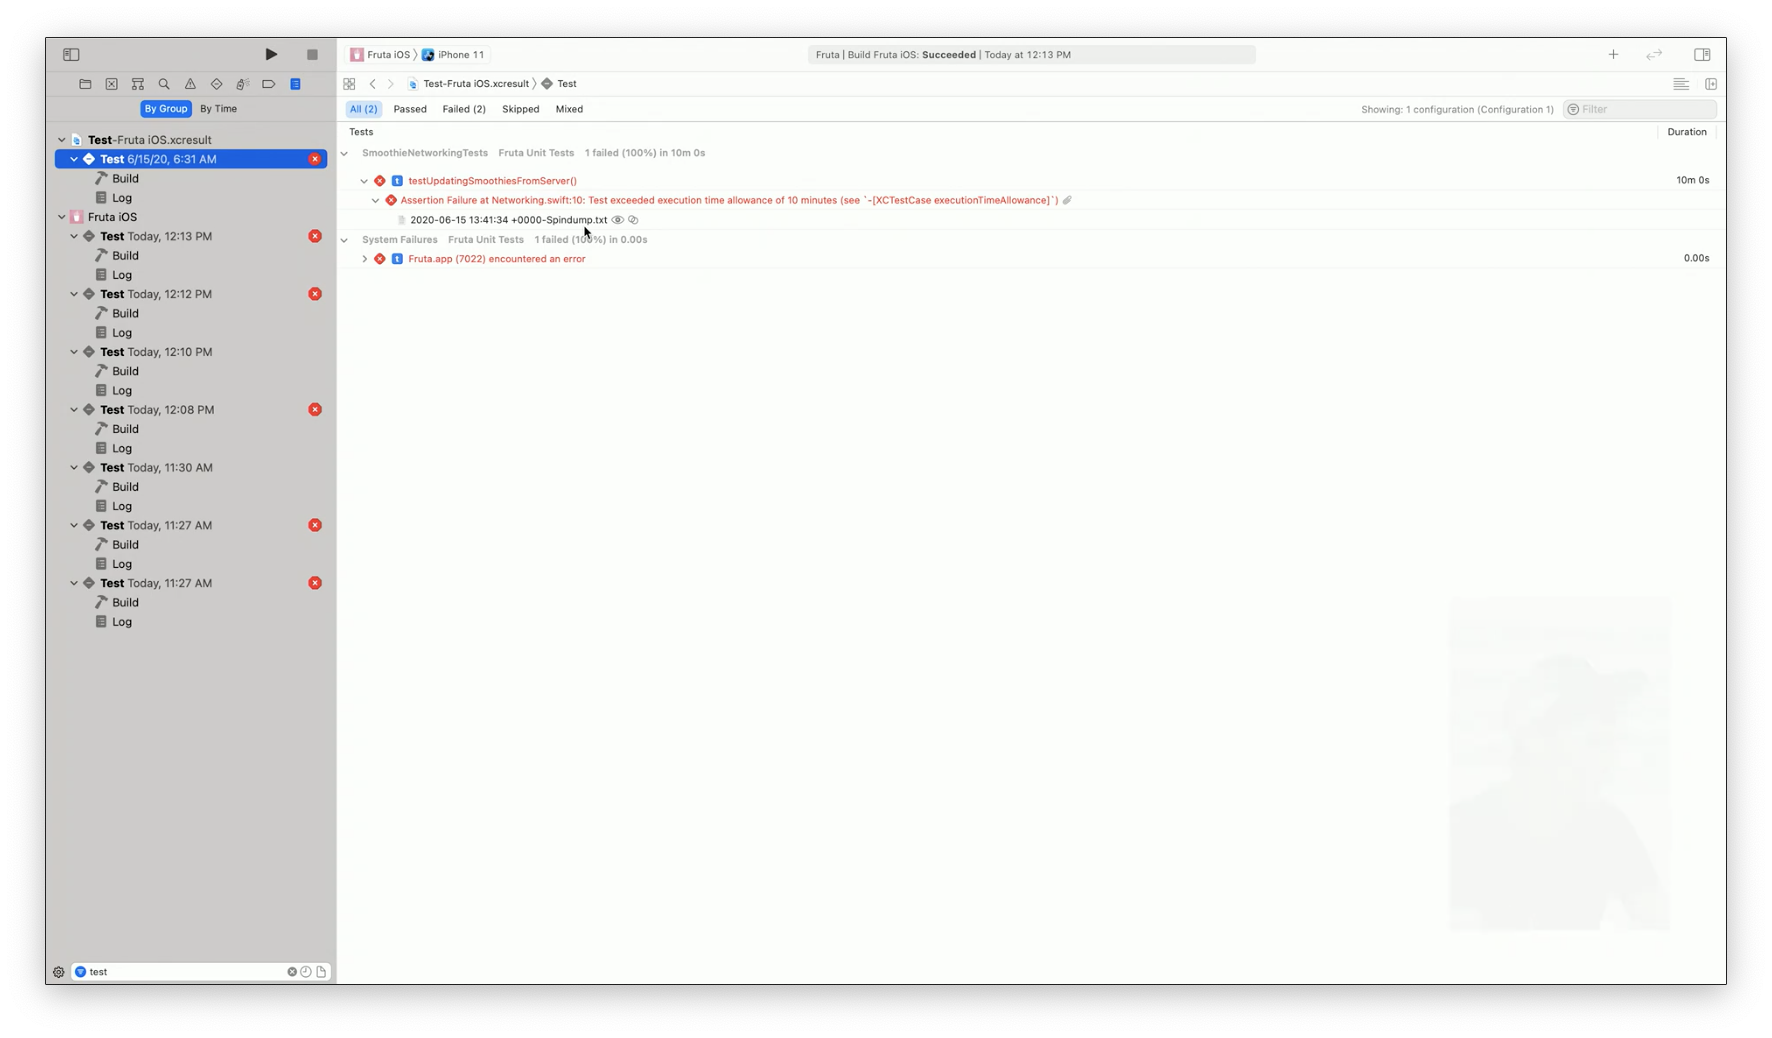 Fruta iOS 〉 iPhone 11
Fruta | Build Fruta iOS: Succeeded | Today at 12:13 PM
Test-Fruta iOS.xcresult 〉 Test
By Group By Time
All (2) Passed Failed (2) Skipped Mixed
Showing: 1 configuration (Configuration 1) Filter
Tests Duration
Test-Fruta iOS.xcresult
Test 6/15/20, 6:31 AM
Build
Log
Fruta iOS
Test Today, 12:13 PM
Build
Log
Test Today, 12:12 PM
Build
Log
Test Today, 12:10 PM
Build
Log
Test Today, 12:08 PM
Build
Log
Test Today, 11:30 AM
Build
Log
Test Today, 11:27 AM
Build
Log
Test Today, 11:27 AM
Build
Log
test
SmoothieNetworkingTests Fruta Unit Tests 1 failed (100%) in 10m 0s
t testUpdatingSmoothiesFromServer() 10m 0s
Assertion Failure at Networking.swift:10: Test exceeded execution time allowance of 10 minutes (see `-[XCTestCase executionTimeAllowance]`)
2020-06-15 13:41:34 +0000-Spindump.txt
System Failures Fruta Unit Tests 1 failed (100%) in 0.00s
t Fruta.app (7022) encountered an error 0.00s